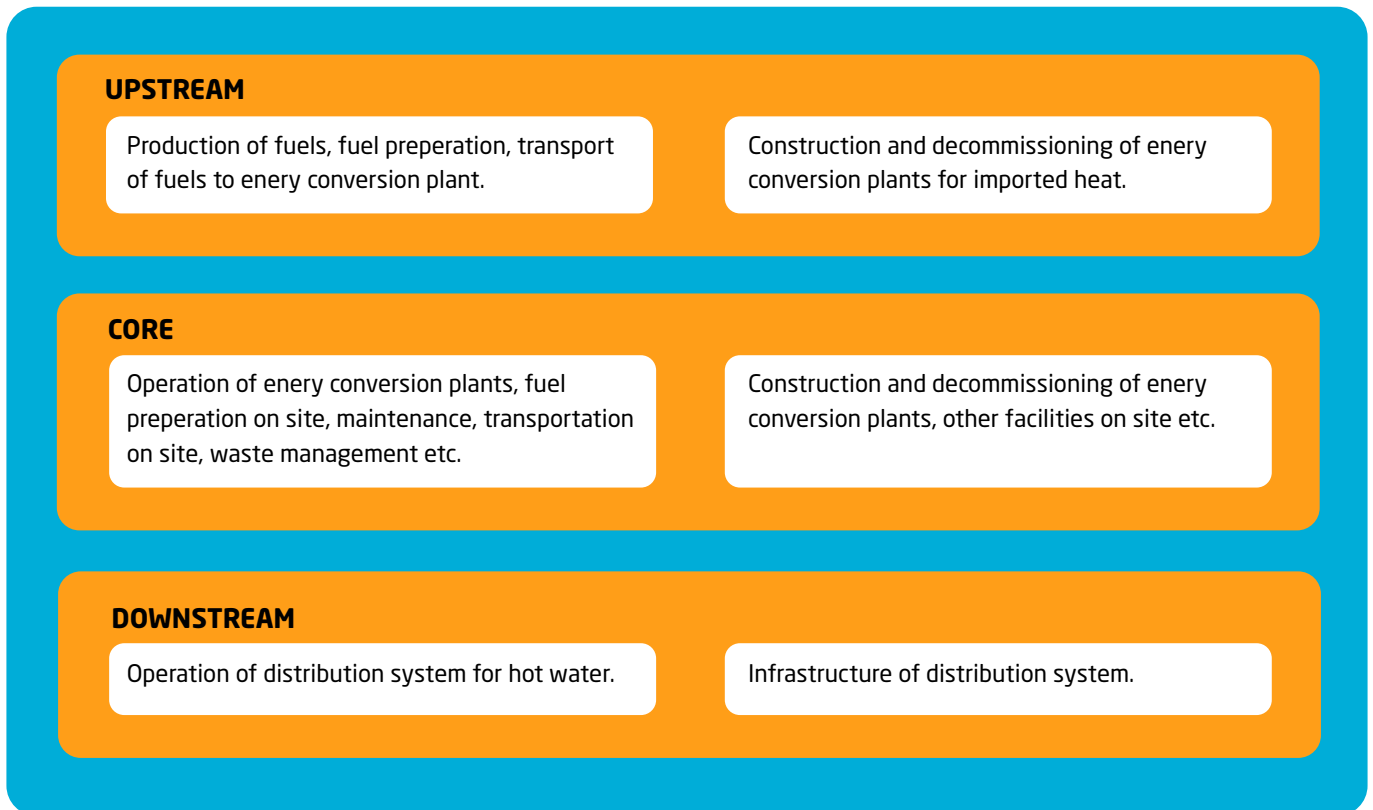 UPSTREAM
Production of fuels, fuel preperation, transport
of fuels to enery conversion plant.
Construction and decommissioning of enery
conversion plants for imported heat.
CORE
Operation of enery conversion plants, fuel
preperation on site, maintenance, transportation
on site, waste management etc.
Construction and decommissioning of enery
conversion plants, other facilities on site etc.
DOWNSTREAM
Operation of distribution system for hot water.
Infrastructure of distribution system.